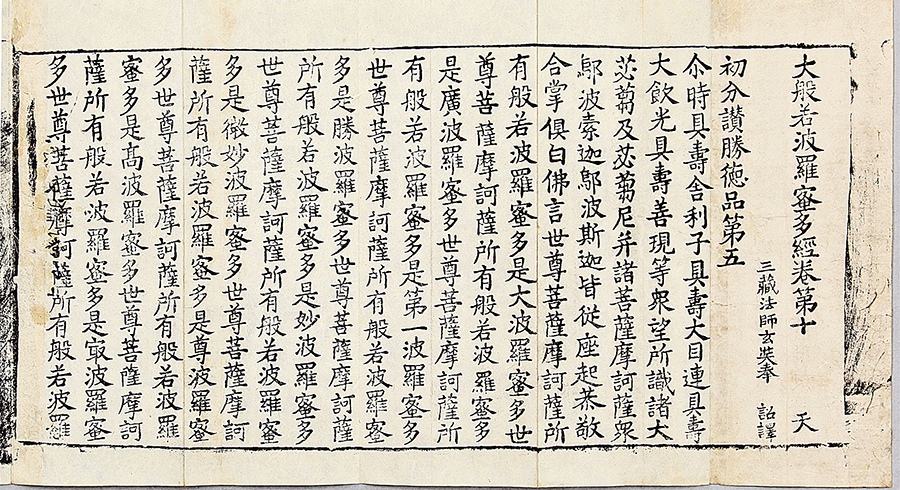 大般若波羅蜜多經卷第十 天
三藏法師玄奘奉 詔譯
初分讃勝徳品第五
尒時具壽舍利子具壽大目連具壽
大飲光具壽善現等衆望所識諸大
苾蒭及苾蒭尼并諸菩薩摩訶薩衆
鄔波索迦鄔波斯迦皆從座起恭敬
合掌俱白佛言世尊菩薩摩訶薩所
有般若波羅蜜多是大波羅蜜多世
尊菩薩摩訶薩所有般若波羅蜜多
是廣波羅蜜多世尊菩薩摩訶薩所
有般若波羅蜜多是第一波羅蜜多
世尊菩薩摩訶薩所有般若波羅蜜
多是勝波羅蜜多世尊菩薩摩訶薩
所有般若波羅蜜多是妙波羅蜜多
世尊菩薩摩訶薩所有般若波羅蜜
多是微妙波羅蜜多世尊菩薩摩訶
薩所有般若波羅蜜多是尊波羅蜜
多世尊菩薩摩訶薩所有般若波羅
蜜多是高波羅蜜多世尊菩薩摩訶
薩所有般若波羅蜜多是㝡波羅蜜
多世尊菩薩摩訶薩所有般若波羅